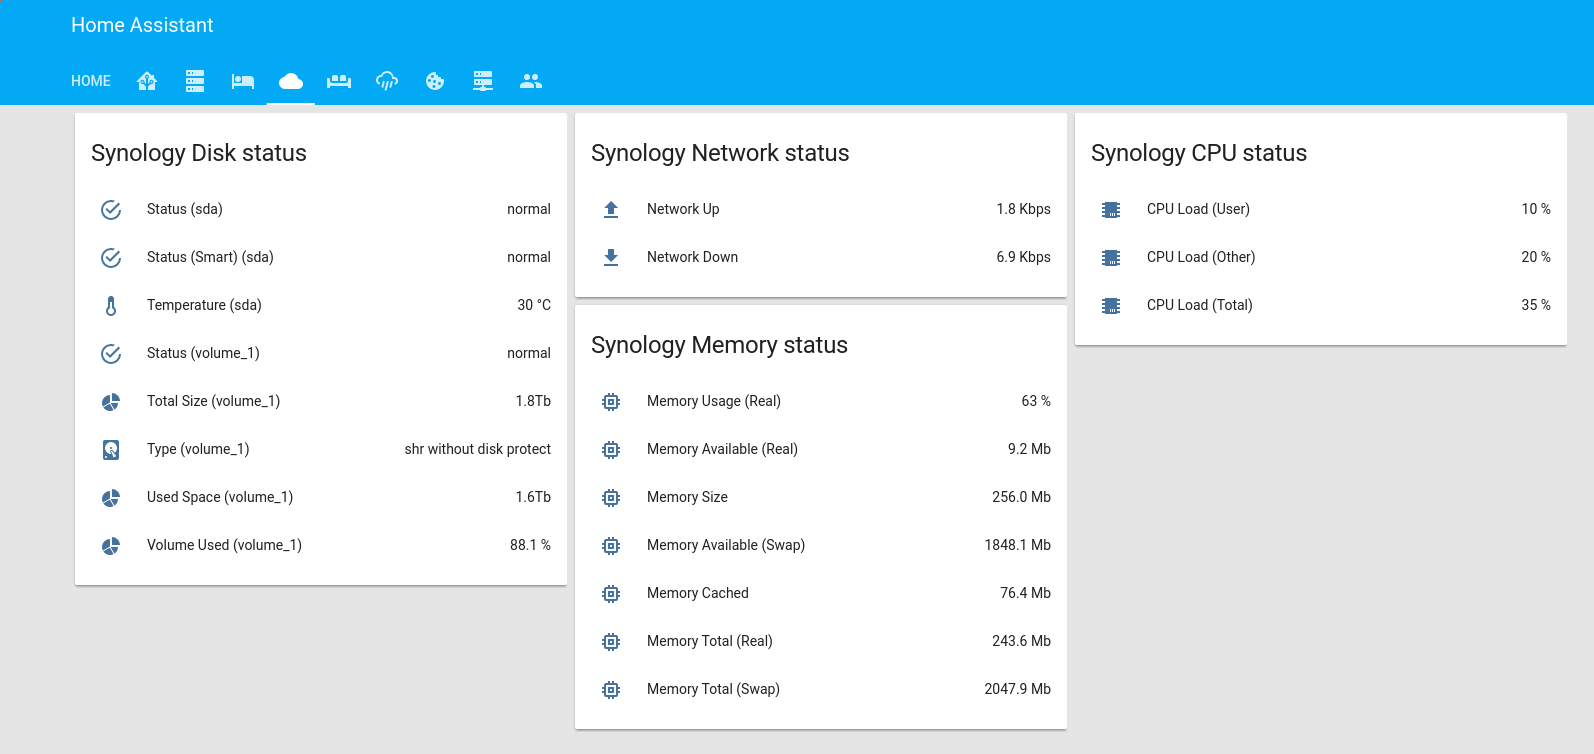 Home Assistant
HOME
Synology Disk status
Status (sda) normal
Status (Smart) (sda) normal
Temperature (sda) 30 °C
Status (volume_1) normal
Total Size (volume_1) 1.8Tb
Type (volume_1) shr without disk protect
Used Space (volume_1) 1.6Tb
Volume Used (volume_1) 88.1 %
Synology Network status
Network Up 1.8 Kbps
Network Down 6.9 Kbps
Synology Memory status
Memory Usage (Real) 63 %
Memory Available (Real) 9.2 Mb
Memory Size 256.0 Mb
Memory Available (Swap) 1848.1 Mb
Memory Cached 76.4 Mb
Memory Total (Real) 243.6 Mb
Memory Total (Swap) 2047.9 Mb
Synology CPU status
CPU Load (User) 10 %
CPU Load (Other) 20 %
CPU Load (Total) 35 %